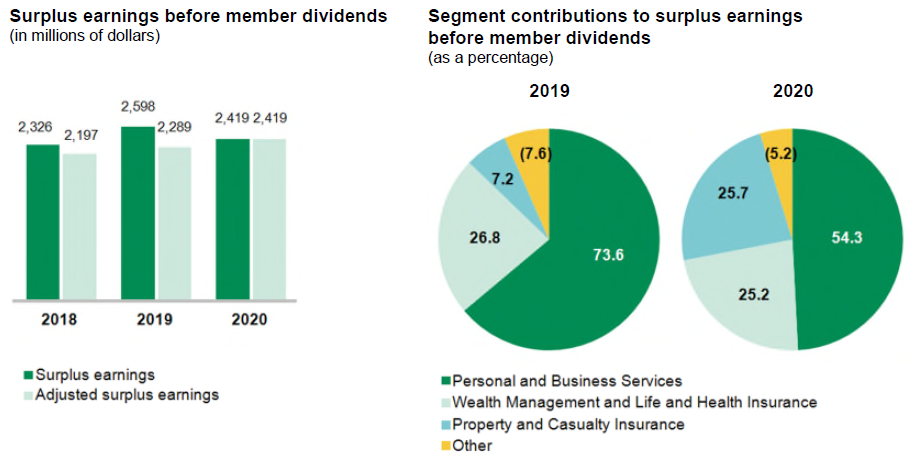 Surplus earnings before member dividends
(in millions of dollars)
2,326
2,197
2,598
2,289
2,419 2,419
2018
2019
2020
Surplus earnings
Adjusted surplus earnings
Segment contributions to surplus earnings
before member dividends
(as a percentage)
2019
2020
(7.6)
7.2
26.8
73.6
(5.2)
25.7
54.3
25.2
Personal and Business Services
Wealth Management and Life and Health Insurance
Property and Casualty Insurance
Other